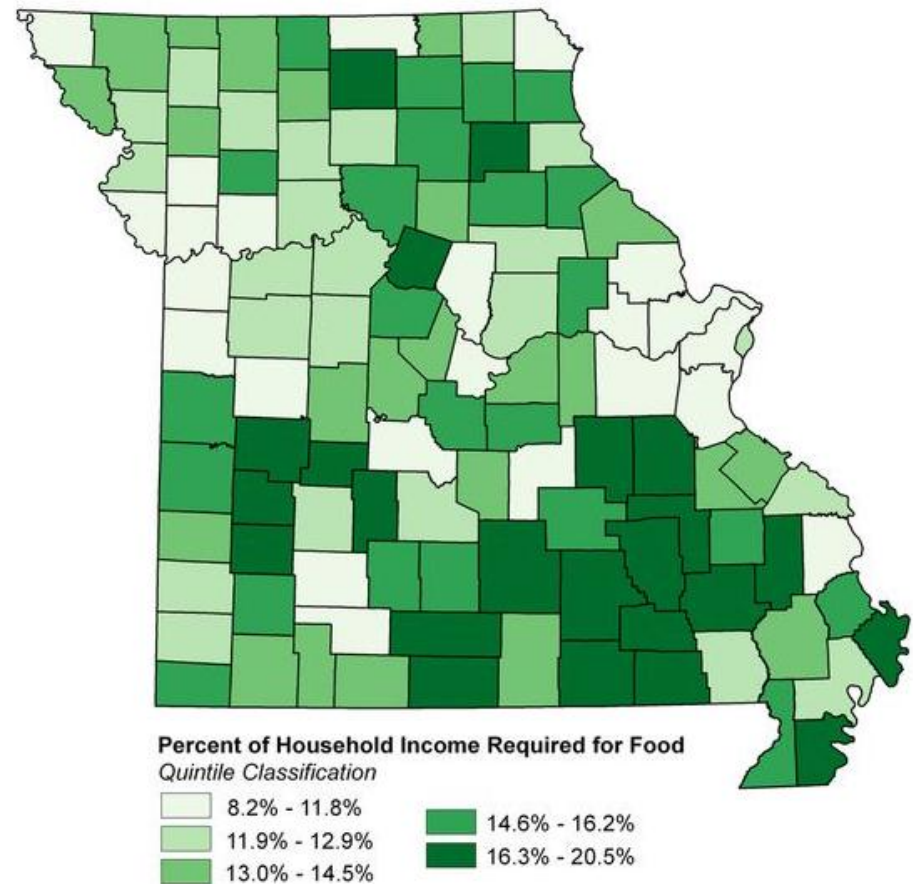 Percent of Household Income Required for Food
Quintile Classification
8.2% - 11.8%
11.9% - 12.9%
13.0% - 14.5%
14.6% - 16.2%
16.3% - 20.5%